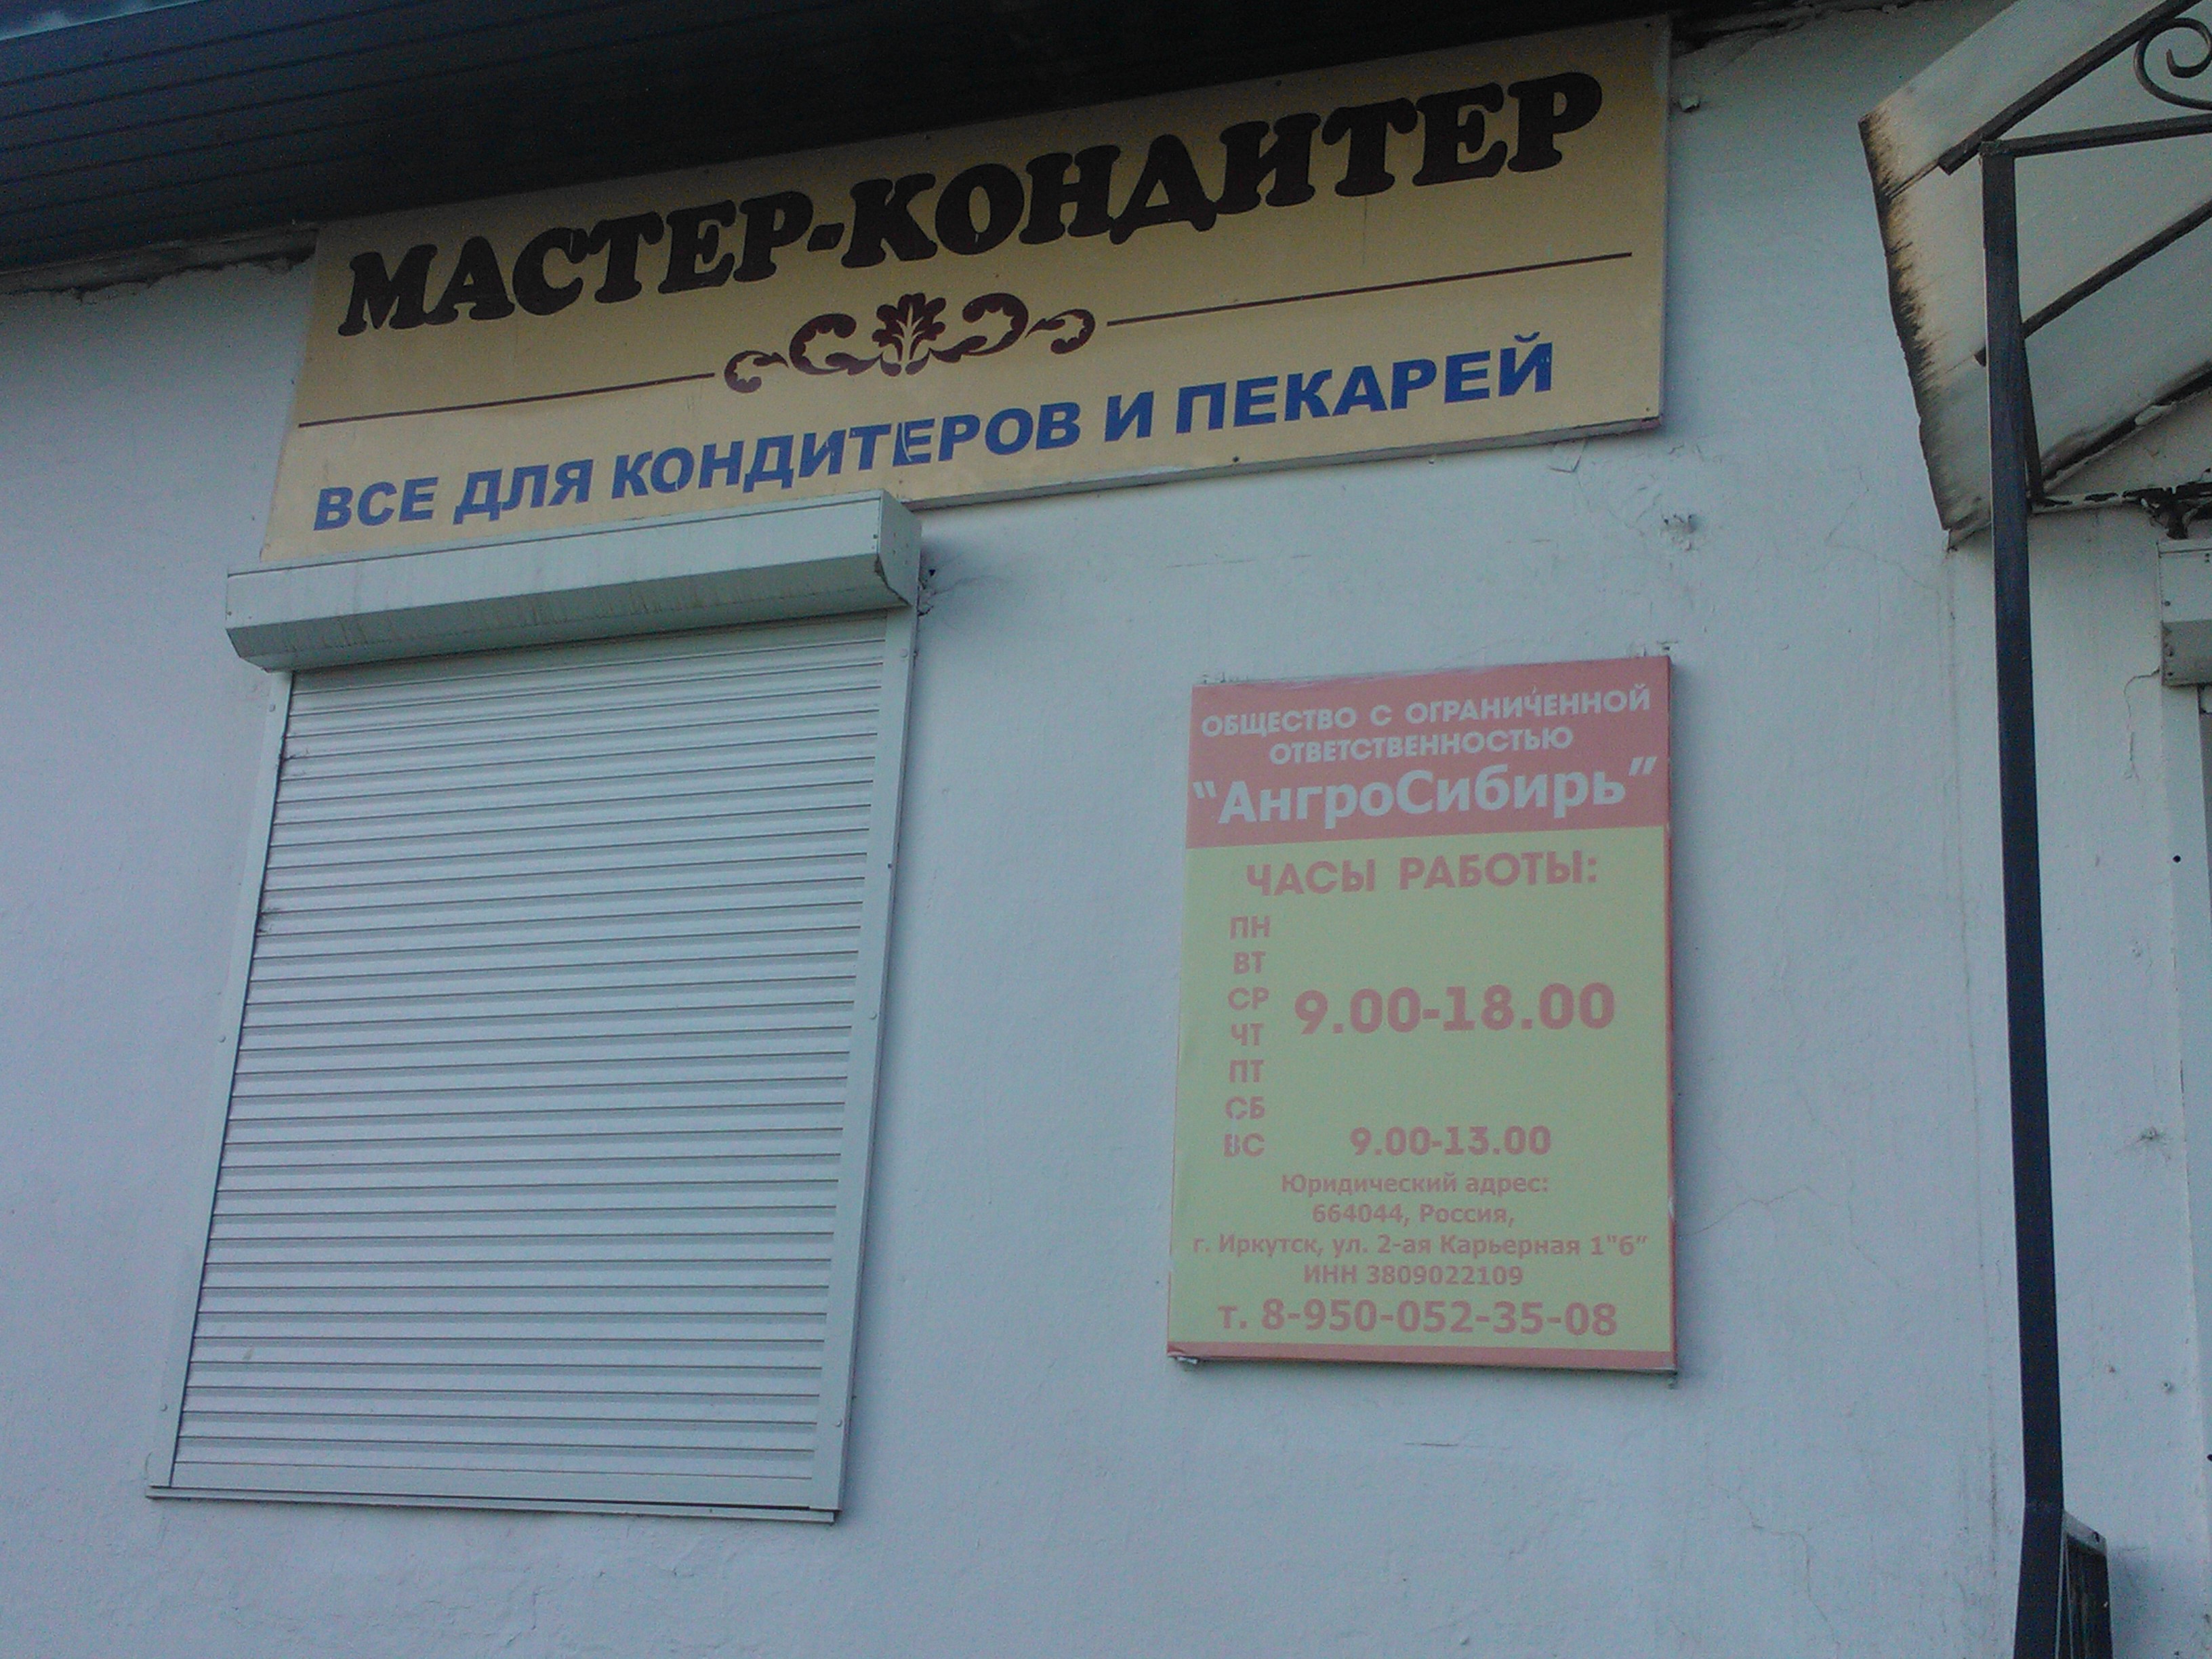 МАСТЕР-КОНДИТЕР
ВСЕ ДЛЯ КОНДИТЕРОВ И ПЕКАРЕЙ
ОБЩЕСТВО С ОГРАНИЧЕННОЙ
ОТВЕТСТВЕННОСТЬЮ
"АнгроСибирь"
ЧАСЫ РАБОТЫ:
ПН
ВТ
СР 9.00-18.00
ЧТ
ПТ
СБ
ВС 9.00-13.00
Юридический адрес:
664044, Россия,
г. Иркутск, ул. 2-ая Карьерная 1"б"
ИНН 3809022109
т. 8-950-052-35-08